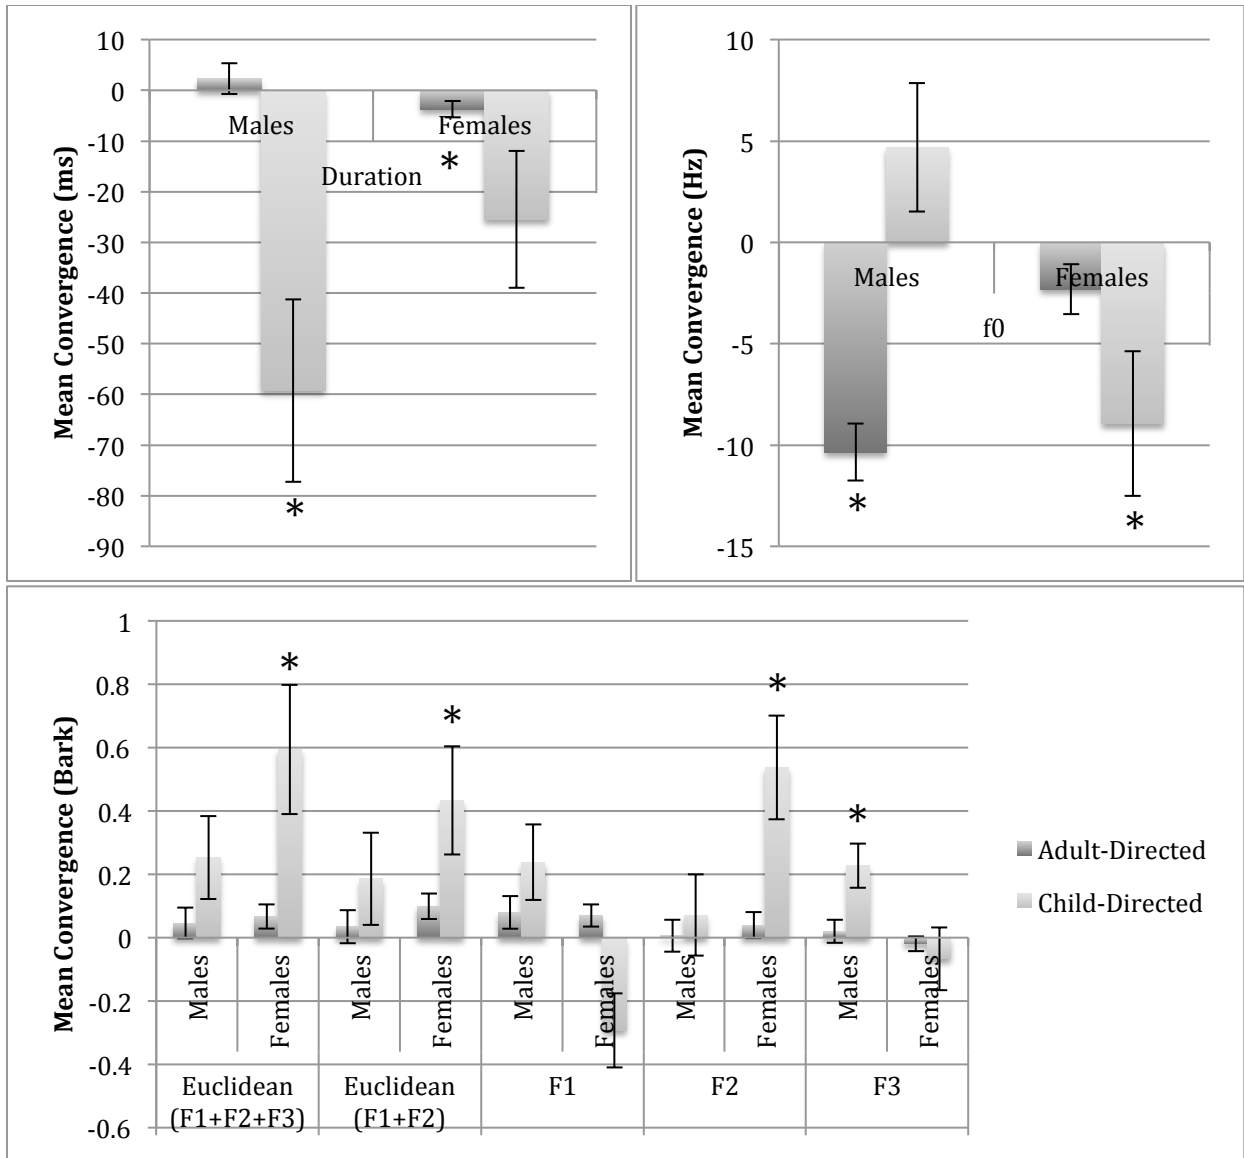 Mean Convergence (ms)
10
0
-10
-20
-30
-40
-50
-60
-70
-80
-90
Males
Females
Duration
*
*
Mean Convergence (Hz)
10
5
0
-5
-10
-15
Males
Females
f0
*
*
Mean Convergence (Bark)
1
0.8
0.6
0.4
0.2
0
-0.2
-0.4
-0.6
*
*
*
*
Males
Females
Males
Females
Males
Females
Males
Females
Males
Females
Euclidean
(F1+F2+F3)
Euclidean
(F1+F2)
F1
F2
F3
Adult-Directed
Child-Directed